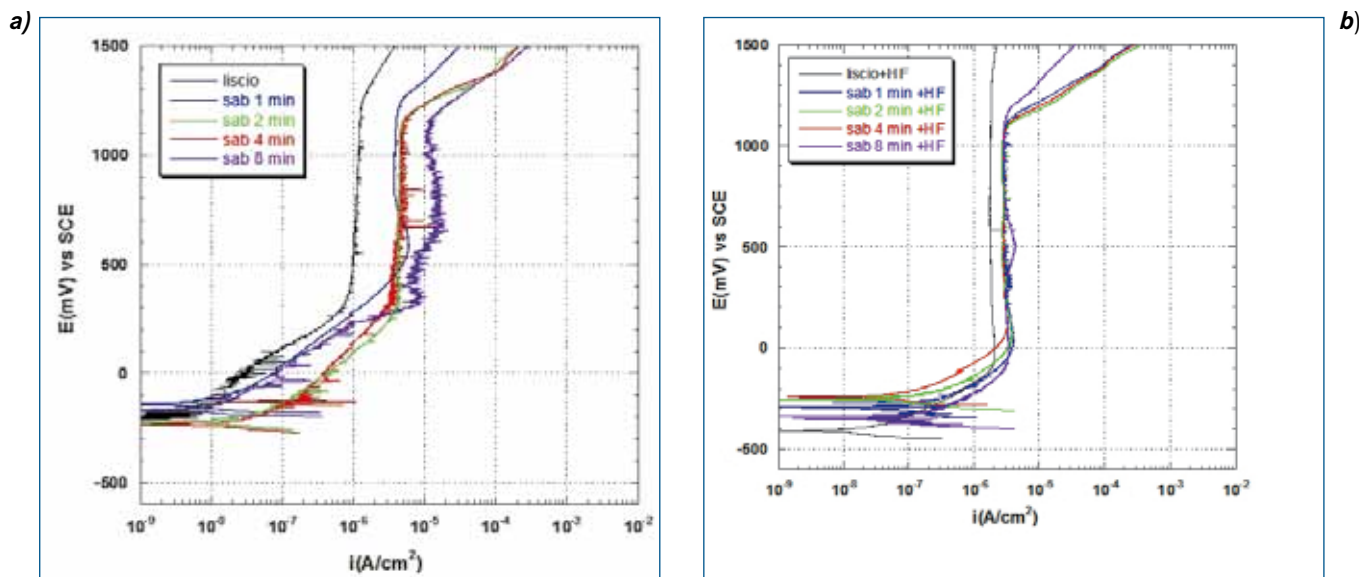 a)
1500
1000
500
0
-500
E(mV) vs SCE
liscio
sab 1 min
sab 2 min
sab 4 min
sab 8 min
10⁻⁹ 10⁻⁸ 10⁻⁷ 10⁻⁶ 10⁻⁵ 10⁻⁴ 10⁻³ 10⁻²
i(A/cm²)
b)
1500
1000
500
0
-500
E(mV) vs SCE
liscio+HF
sab 1 min +HF
sab 2 min +HF
sab 4 min +HF
sab 8 min +HF
10⁻⁹ 10⁻⁸ 10⁻⁷ 10⁻⁶ 10⁻⁵ 10⁻⁴ 10⁻³ 10⁻²
i(A/cm²)